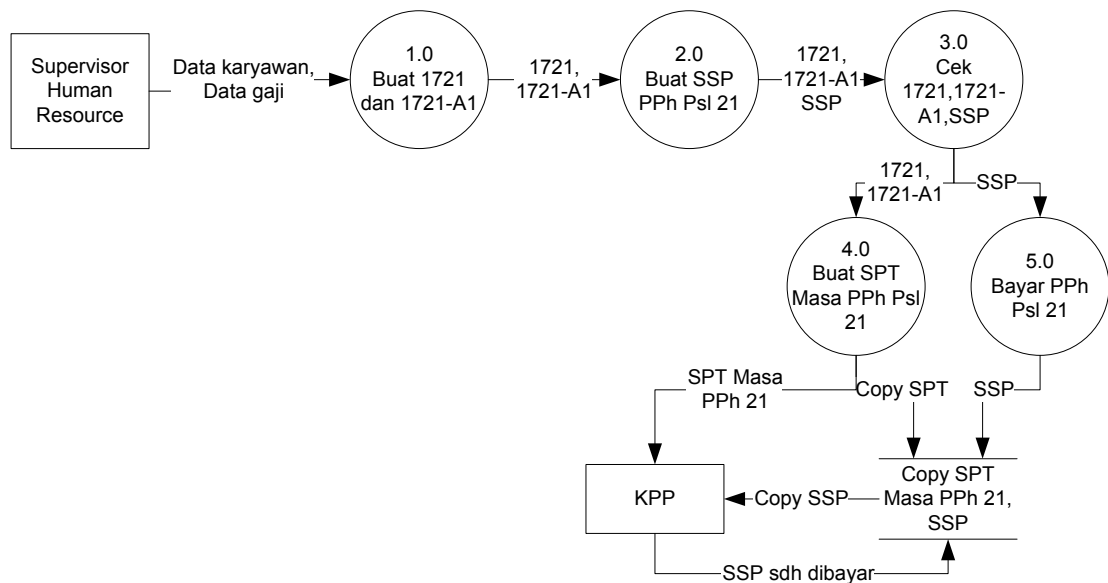 Supervisor
Human
Resource
Data karyawan,
Data gaji
1.0
Buat 1721
dan 1721-A1
1721,
1721-A1
2.0
Buat SSP
PPh Psl 21
1721,
1721-A1
SSP
3.0
Cek
1721,1721-
A1,SSP
1721,
1721-A1
SSP
4.0
Buat SPT
Masa PPh Psl
21
5.0
Bayar PPh
Psl 21
SPT Masa
PPh 21
Copy SPT
SSP
KPP
Copy SSP
Copy SPT
Masa PPh 21,
SSP
SSP sdh dibayar